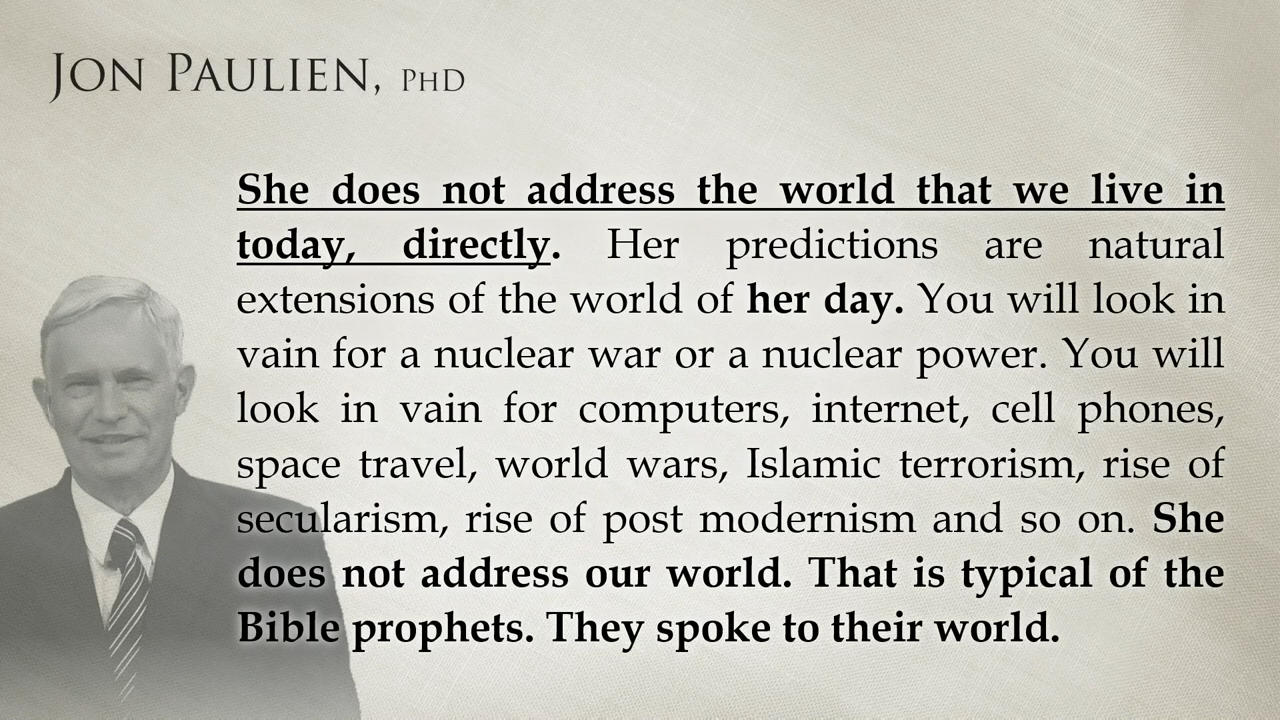 Jon Paulien, PhD
She does not address the world that we live in
today, directly. Her predictions are natural
extensions of the world of her day. You will look in
vain for a nuclear war or a nuclear power. You will
look in vain for computers, internet, cell phones,
space travel, world wars, Islamic terrorism, rise of
secularism, rise of post modernism and so on. She
does not address our world. That is typical of the
Bible prophets. They spoke to their world.